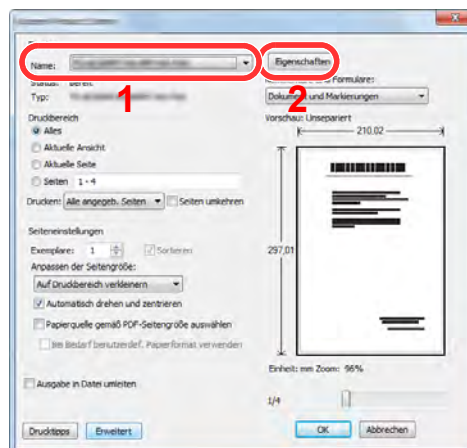 Name:
Eigenschaften
1
2
Status: Bereit
Formulare:
Typ:
Dokument und Markierungen
Druckbereich
Vorschau: Unsepariert
Alles
210,02
Aktuelle Ansicht
Aktuelle Seite
Seiten 1 - 4
Drucken: Alle angegeb. Seiten
Seiten umkehren
Seiteneinstellungen
297,01
Exemplare: 1
Sortieren
Anpassen der Seitengröße:
Auf Druckbereich verkleinern
Automatisch drehen und zentrieren
Papierquelle gemäß PDF-Seitengröße auswählen
Bei Bedarf benutzerdef. Papierformat verwenden
Einheit: mm Zoom: 96%
Ausgabe in Datei umleiten
1/4
Drucktipps
Erweitert
OK
Abbrechen